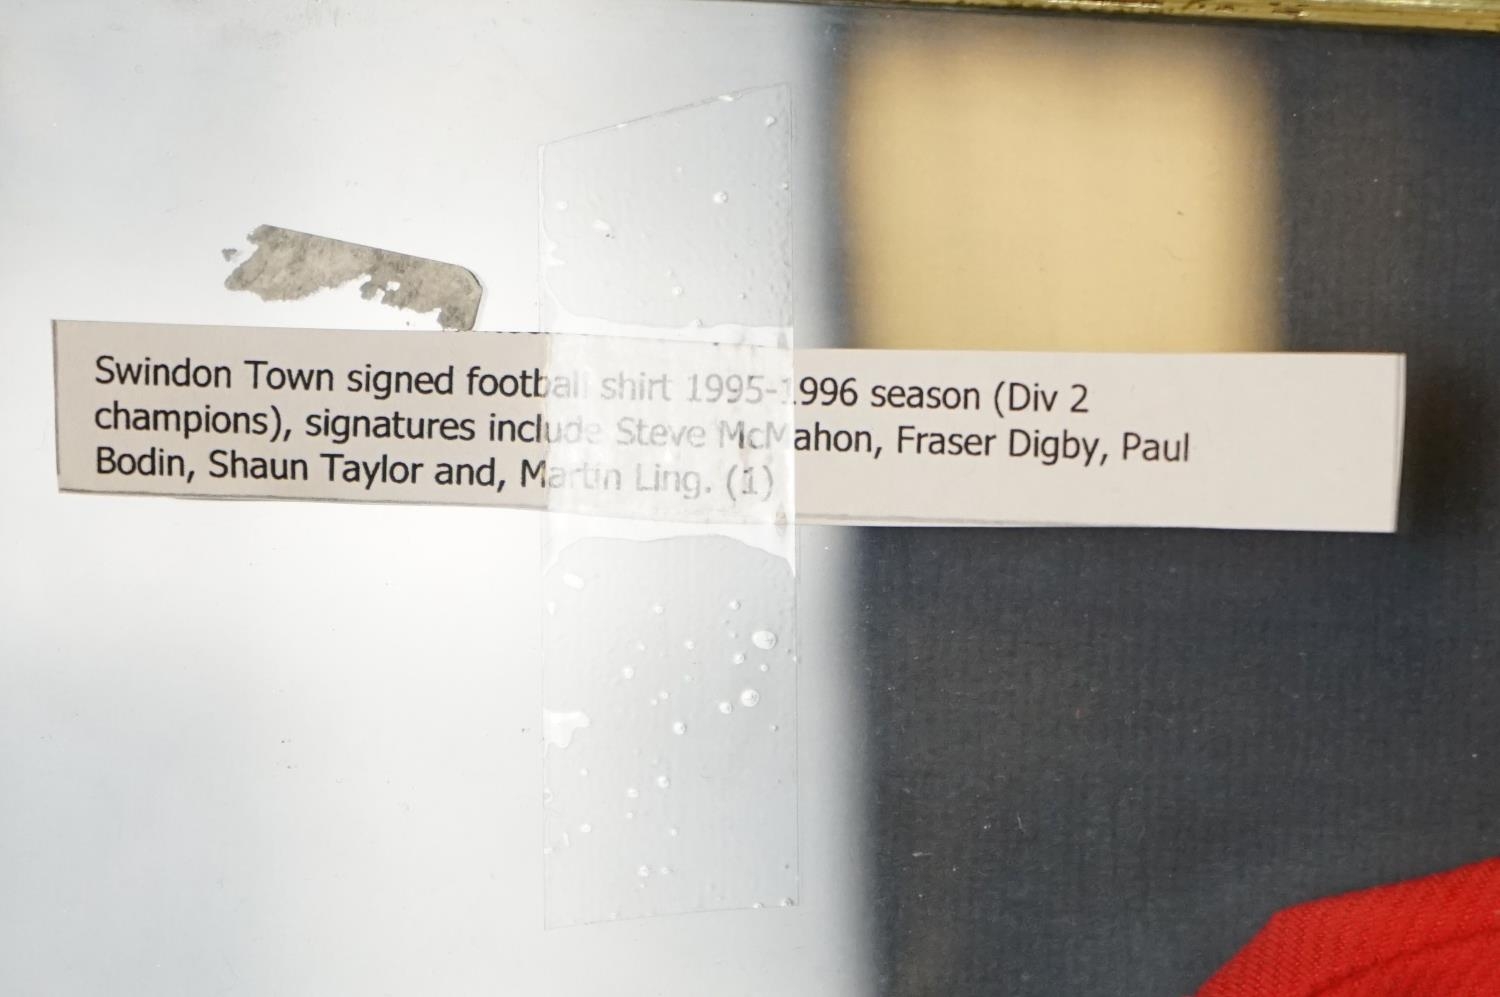 Swindon Town signed football shirt 1995-1996 season (Div 2
champions), signatures include Steve McMahon, Fraser Digby, Paul
Bodin, Shaun Taylor and, Martin Ling. (1)